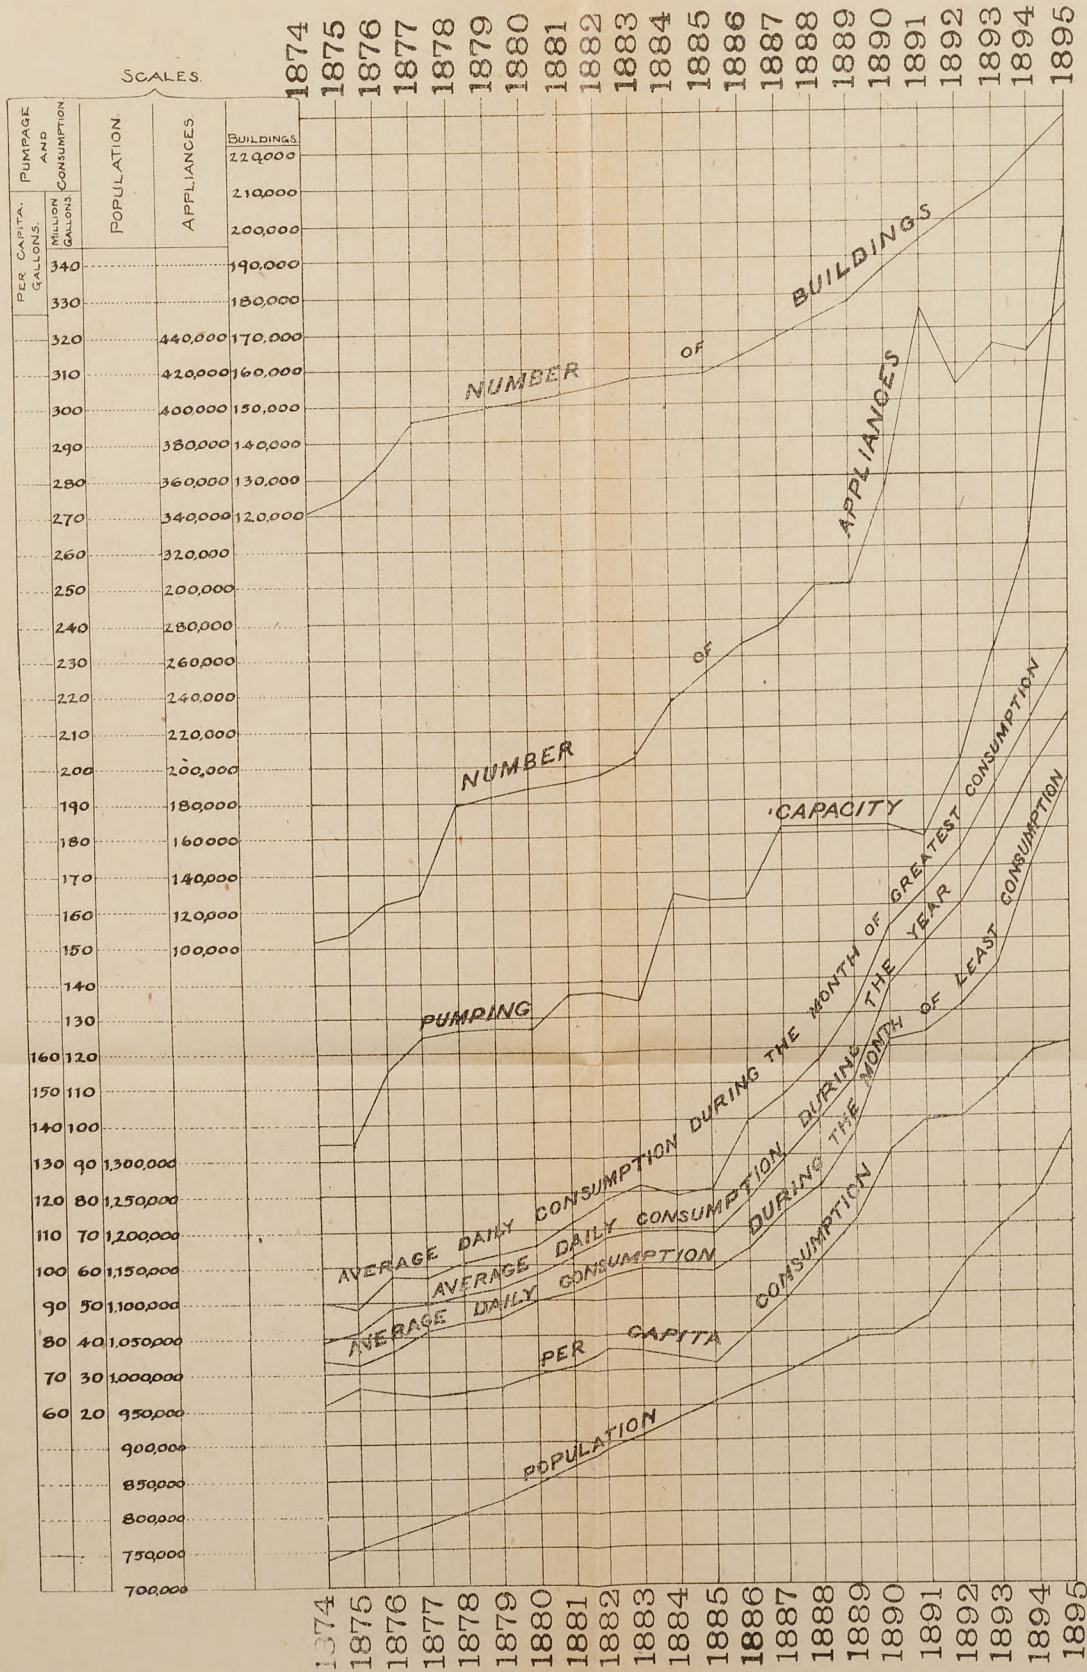 1874 1875 1876 1877 1878 1879 1880 1881 1882 1883 1884 1885 1886 1887 1888 1889 1890 1891 1892 1893 1894 1895
SCALES.
PUMPAGE AND CONSUMPTION
PER CAPITA. GALLONS.
MILLION GALLONS
POPULATION.
APPLIANCES.
BUILDINGS.
220,000
210,000
200,000
340 190,000
330 180,000
320 440,000 170,000
310 420,000 160,000
300 400,000 150,000
290 380,000 140,000
280 360,000 130,000
270 340,000 120,000
260 320,000
250 200,000
240 280,000
230 260,000
220 240,000
210 220,000
200 200,000
190 180,000
180 160000
170 140,000
160 120,000
150 100,000
140
130
160 120
150 110
140 100
130 90 1,300,000
120 80 1,250,000
110 70 1,200,000
100 60 1,150,000
90 50 1,100,000
80 40 1,050,000
70 30 1,000,000
60 20 950,000
900,000
850,000
800,000
750,000
700,000
NUMBER OF BUILDINGS
NUMBER OF APPLIANCES
PUMPING CAPACITY
AVERAGE DAILY CONSUMPTION DURING THE MONTH OF GREATEST CONSUMPTION
AVERAGE DAILY CONSUMPTION DURING THE YEAR
AVERAGE DAILY CONSUMPTION DURING THE MONTH OF LEAST CONSUMPTION
PER CAPITA COMSUMPTION
POPULATION
1874 1875 1876 1877 1878 1879 1880 1881 1882 1883 1884 1885 1886 1887 1888 1889 1890 1891 1892 1893 1894 1895